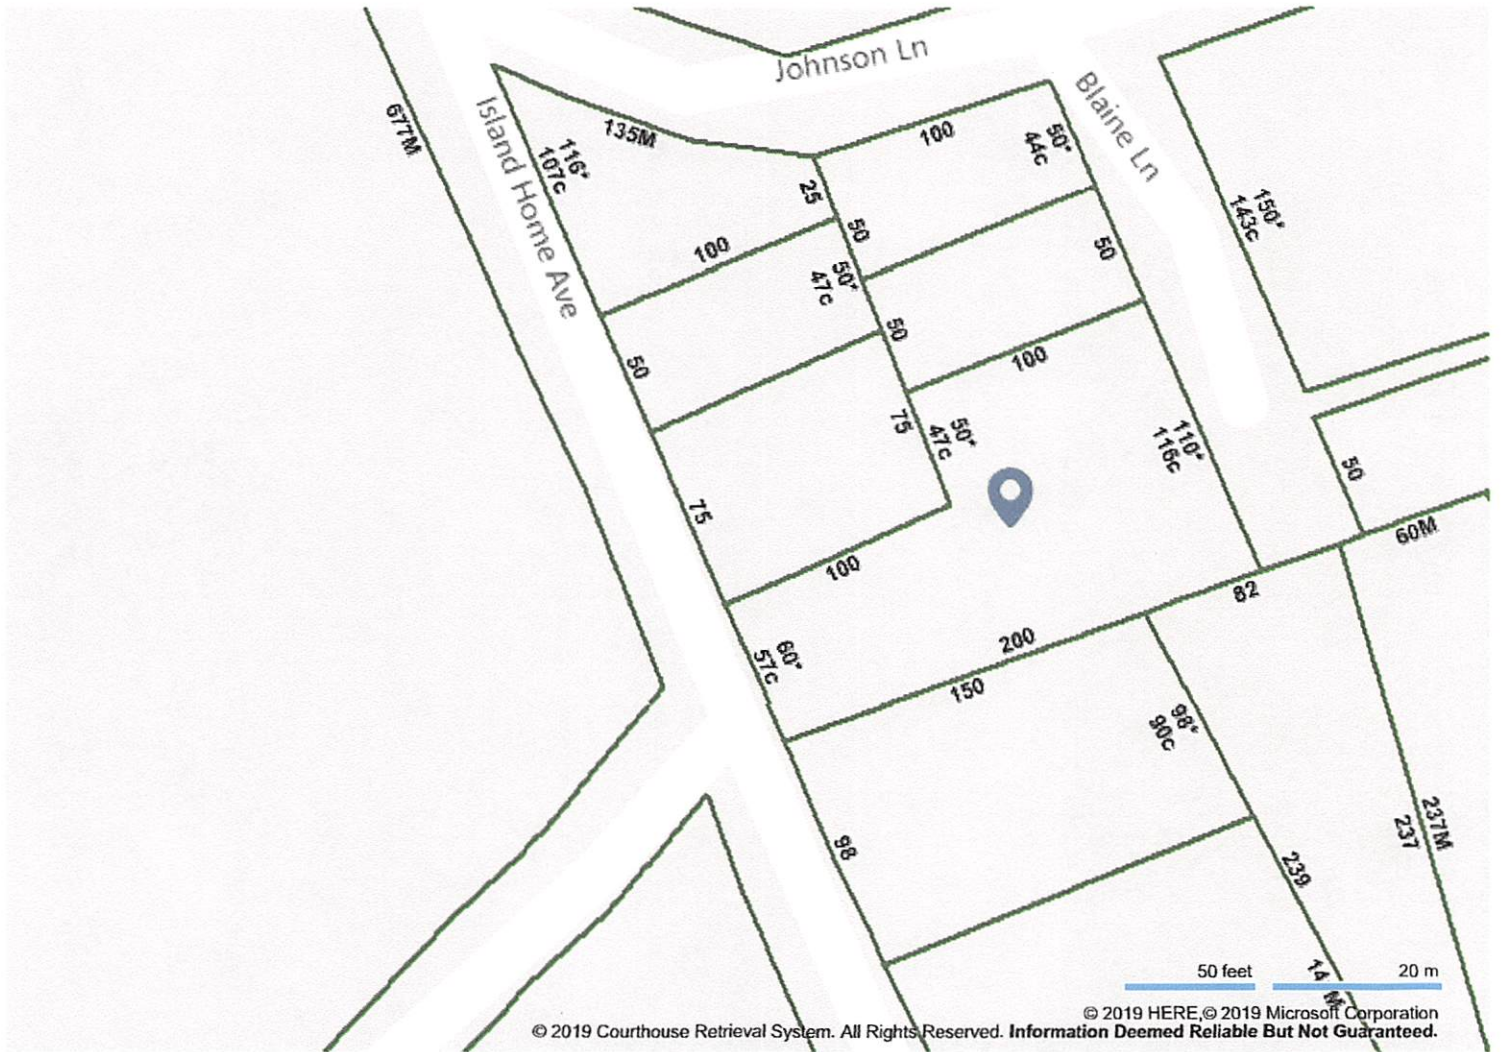 Johnson Ln
Blaine Ln
Island Home Ave
677M
135M
116*
107c
100
50*
44c
25
50
150*
143c
100
50*
47c
50
50
50
100
75
50*
47c
110*
116c
50
75
100
60M
82
200
60*
57c
150
98*
90c
98
237M
237
239
50 feet
20 m
© 2019 HERE,© 2019 Microsoft Corporation
© 2019 Courthouse Retrieval System. All Rights Reserved. Information Deemed Reliable But Not Guaranteed.